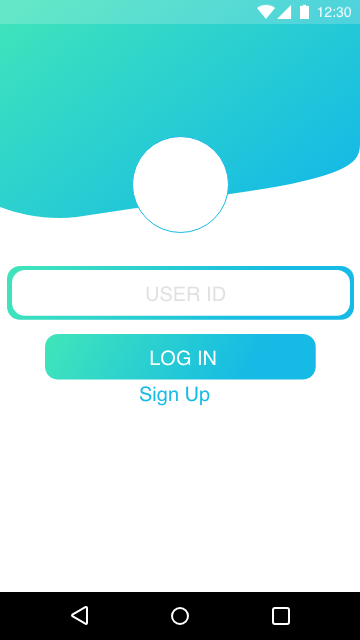 12:30
USER ID
LOG IN
Sign Up